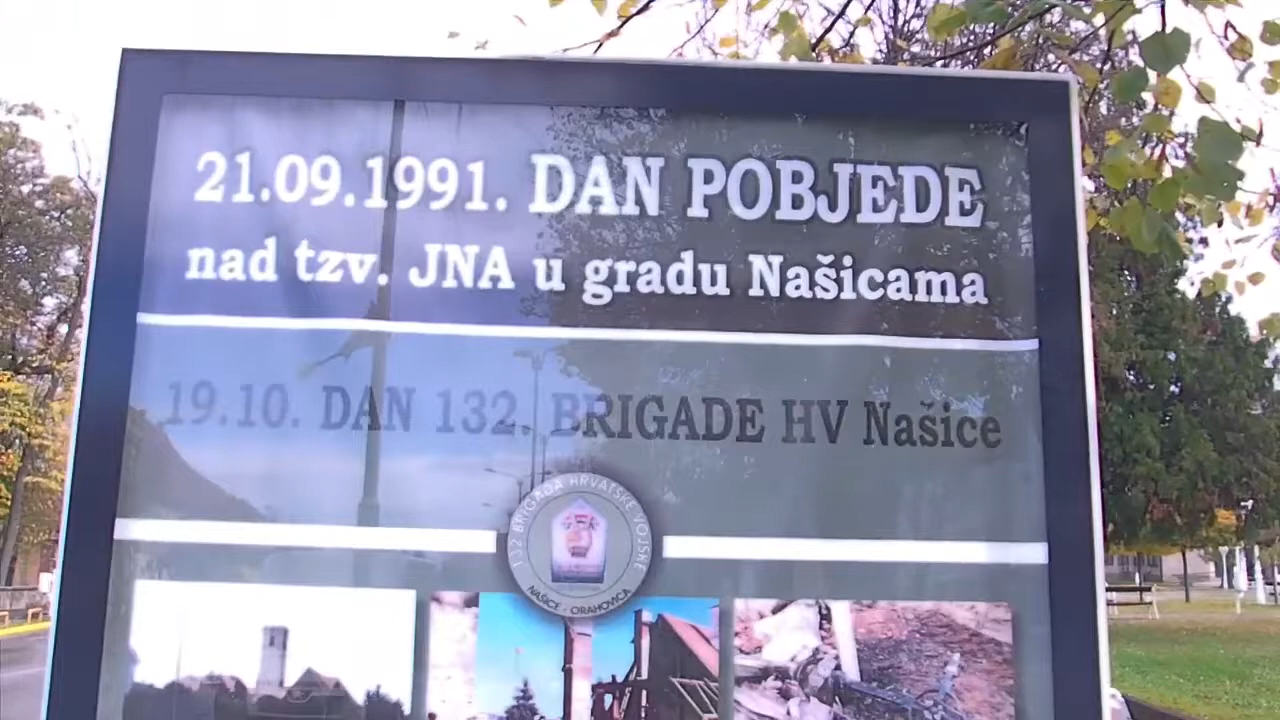 21.09.1991. DAN POBJEDE
nad tzv. JNA u gradu Našicama
19.10. DAN 132. BRIGADE HV Našice
132 BRIGADA HRVATSKE VOJSKE
NAŠICE - ORAHOVICA